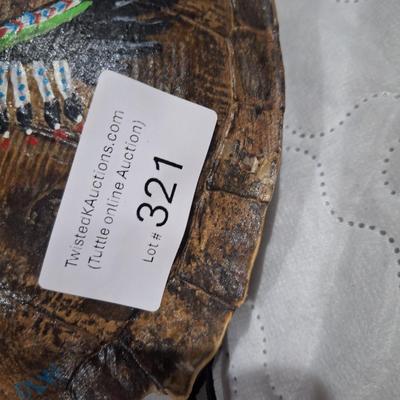 TwistedKAuctions.com
(Tuttle online Auction)
Lot # 321